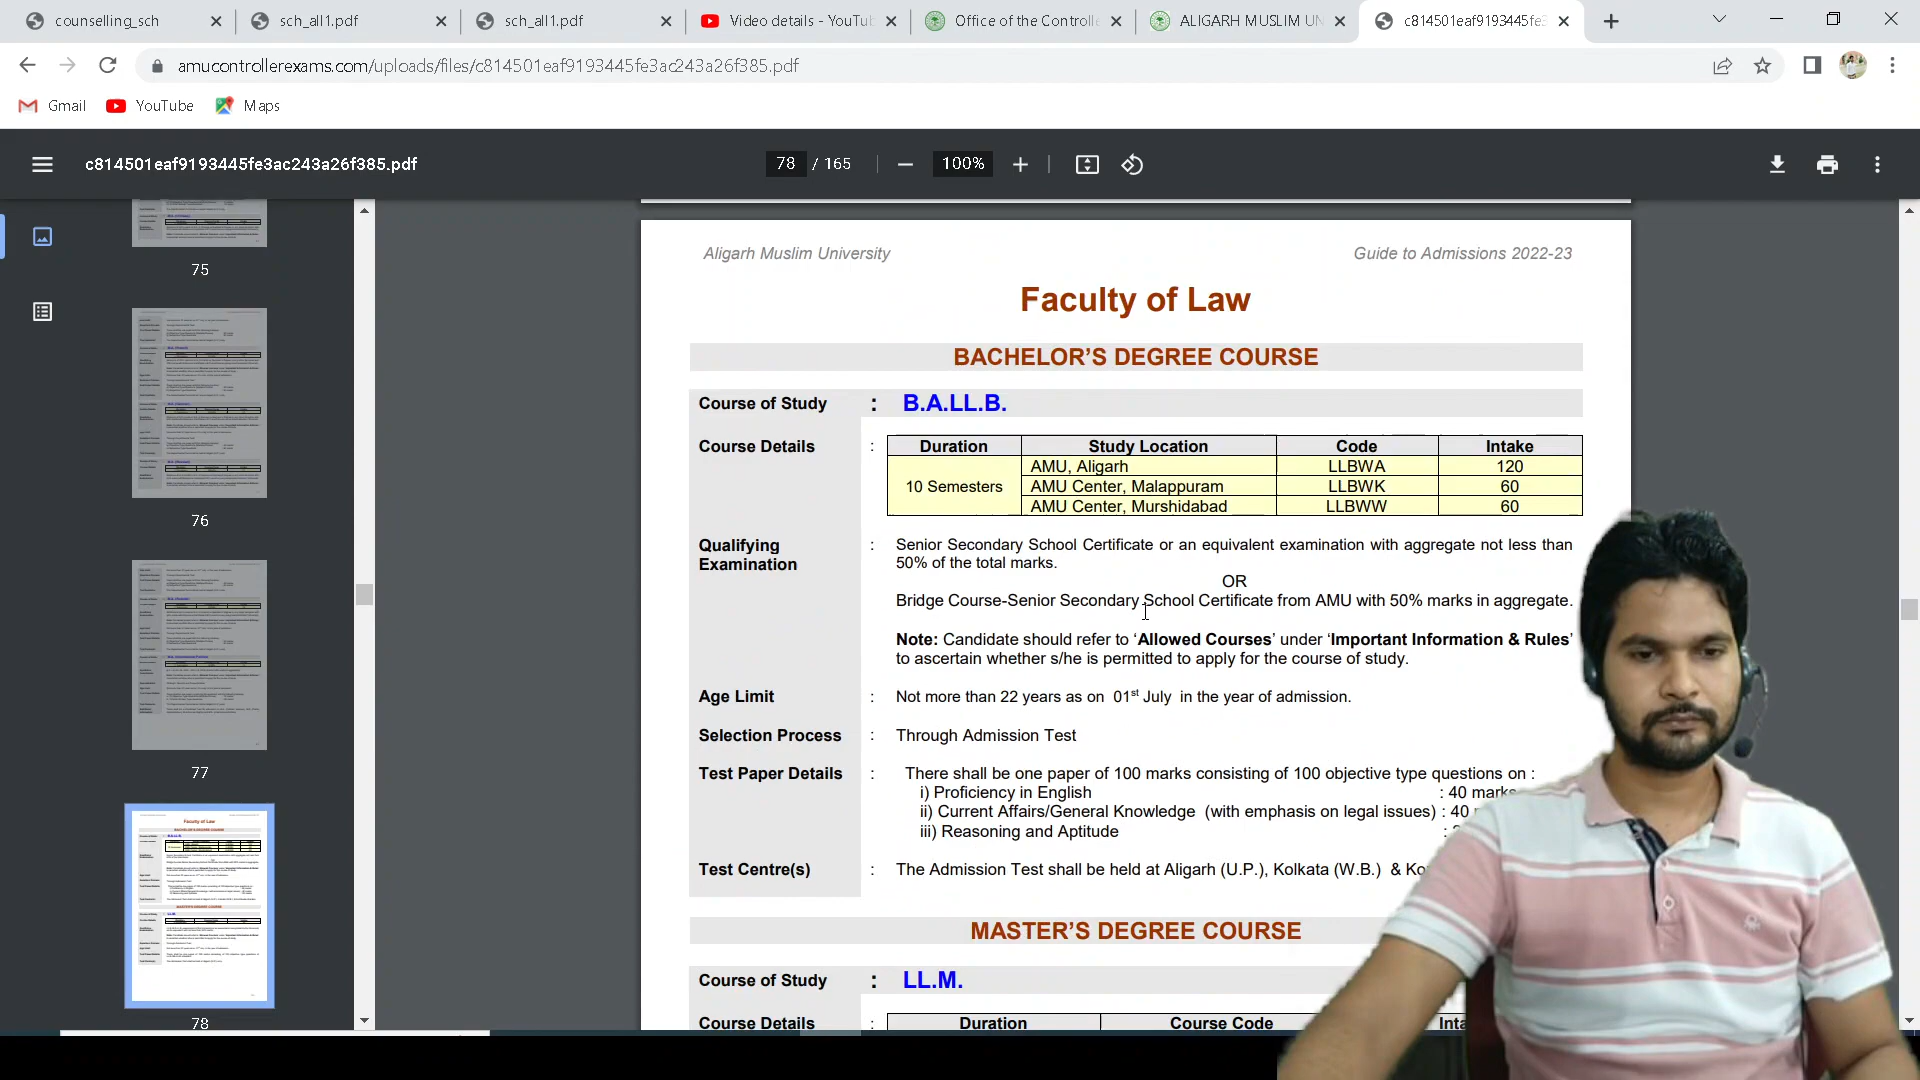 counselling_sch
sch_all1.pdf
sch_all1.pdf
Video details - YouTu
Office of the Controlle
ALIGARH MUSLIM UN
c814501eaf9193445fe3
amucontrollerexams.com/uploads/files/c814501eaf9193445fe3ac243a26f385.pdf
Gmail
YouTube
Maps
c814501eaf9193445fe3ac243a26f385.pdf
78 / 165
100%
75
76
77
78
Aligarh Muslim University
Guide to Admissions 2022-23
Faculty of Law
BACHELOR'S DEGREE COURSE
Course of Study : B.A.LL.B.
Course Details :
Duration Study Location Code Intake
10 Semesters
AMU, Aligarh LLBWA 120
AMU Center, Malappuram LLBWK 60
AMU Center, Murshidabad LLBWW 60
Qualifying Examination : Senior Secondary School Certificate or an equivalent examination with aggregate not less than
50% of the total marks.
OR
Bridge Course-Senior Secondary School Certificate from AMU with 50% marks in aggregate.
Note: Candidate should refer to 'Allowed Courses' under 'Important Information & Rules'
to ascertain whether s/he is permitted to apply for the course of study.
Age Limit : Not more than 22 years as on 01st July in the year of admission.
Selection Process : Through Admission Test
Test Paper Details : There shall be one paper of 100 marks consisting of 100 objective type questions on :
i) Proficiency in English : 40 marks
ii) Current Affairs/General Knowledge (with emphasis on legal issues) : 40
iii) Reasoning and Aptitude :
Test Centre(s) : The Admission Test shall be held at Aligarh (U.P.), Kolkata (W.B.) & Ko
MASTER'S DEGREE COURSE
Course of Study : LL.M.
Course Details :
Duration Course Code Inta